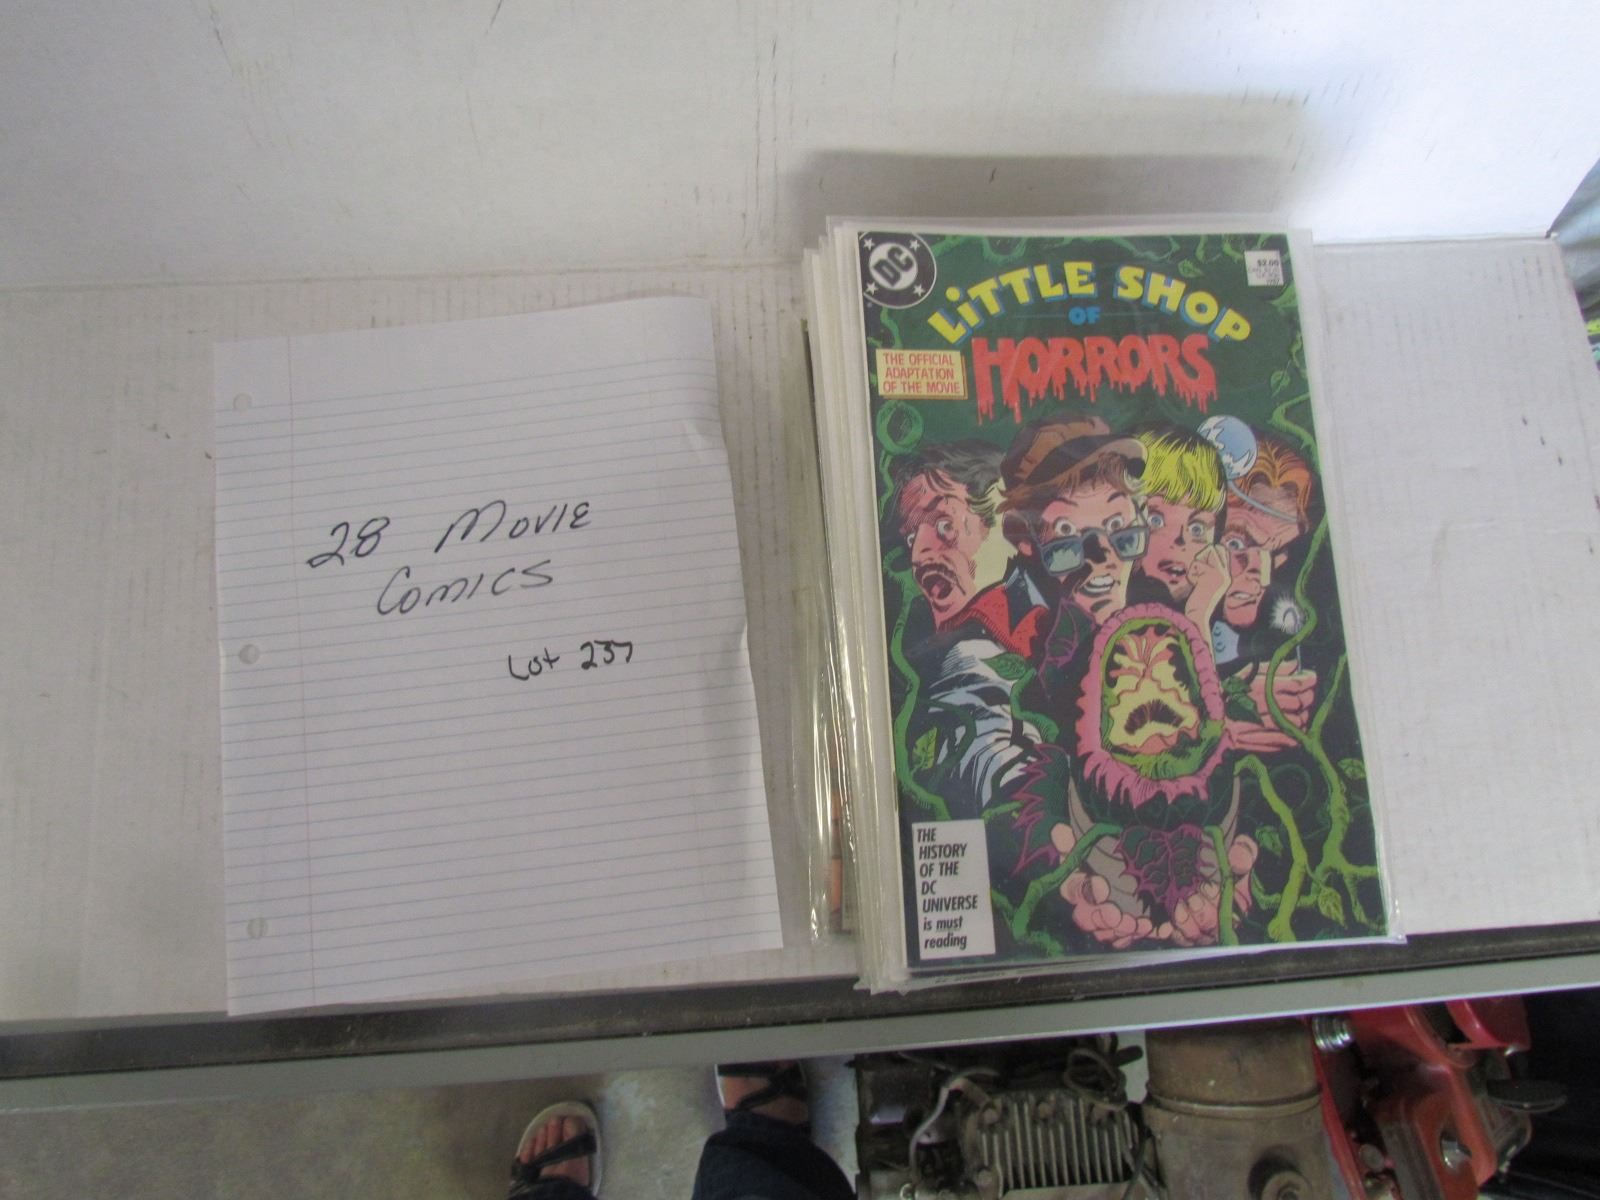 28 Movie
Comics
Lot 237
DC
$2.00
LiTTLE SHOP
OF
HORRORS
THE OFFICIAL
ADAPTATION
OF THE MOVIE
THE
HISTORY
OF THE
DC
UNIVERSE
is must
reading